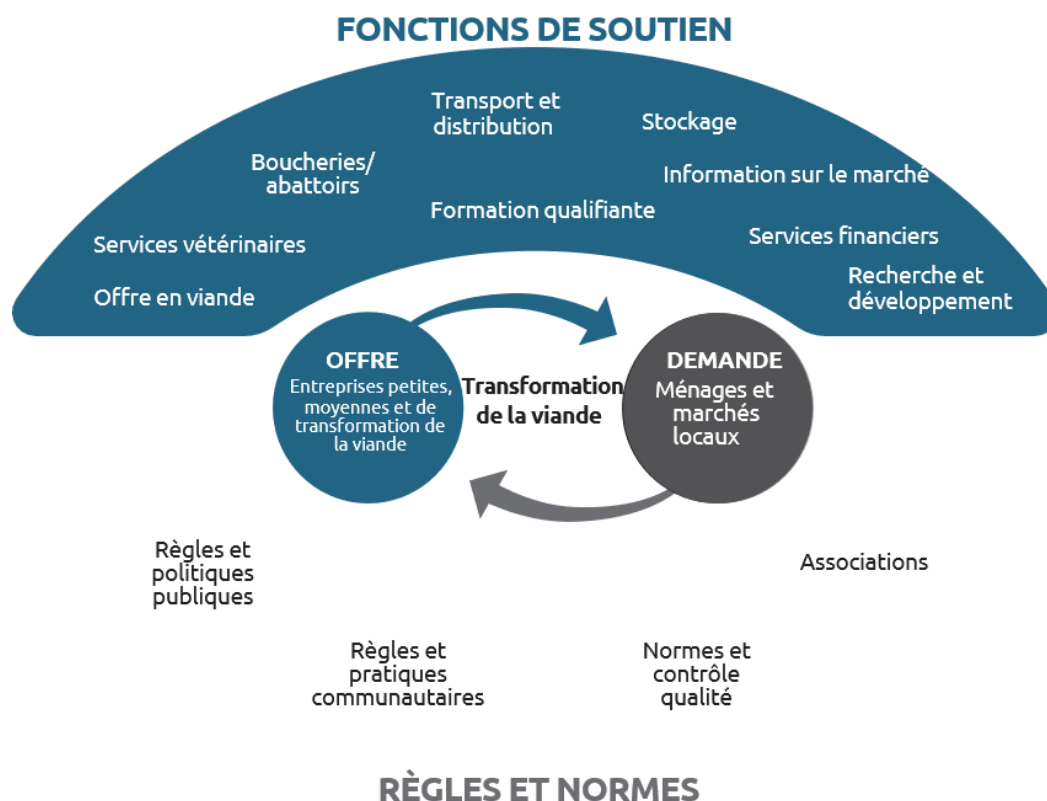 FONCTIONS DE SOUTIEN
Transport et
distribution
Stockage
Boucheries/
abattoirs
Information sur le marché
Formation qualifiante
Services vétérinaires
Services financiers
Offre en viande
Recherche et
développement
OFFRE
Entreprises petites,
moyennes et de
transformation de
la viande
Transformation
de la viande
DEMANDE
Ménages et
marchés
locaux
Règles et
politiques
publiques
Associations
Règles et
pratiques
communautaires
Normes et
contrôle
qualité
RÈGLES ET NORMES